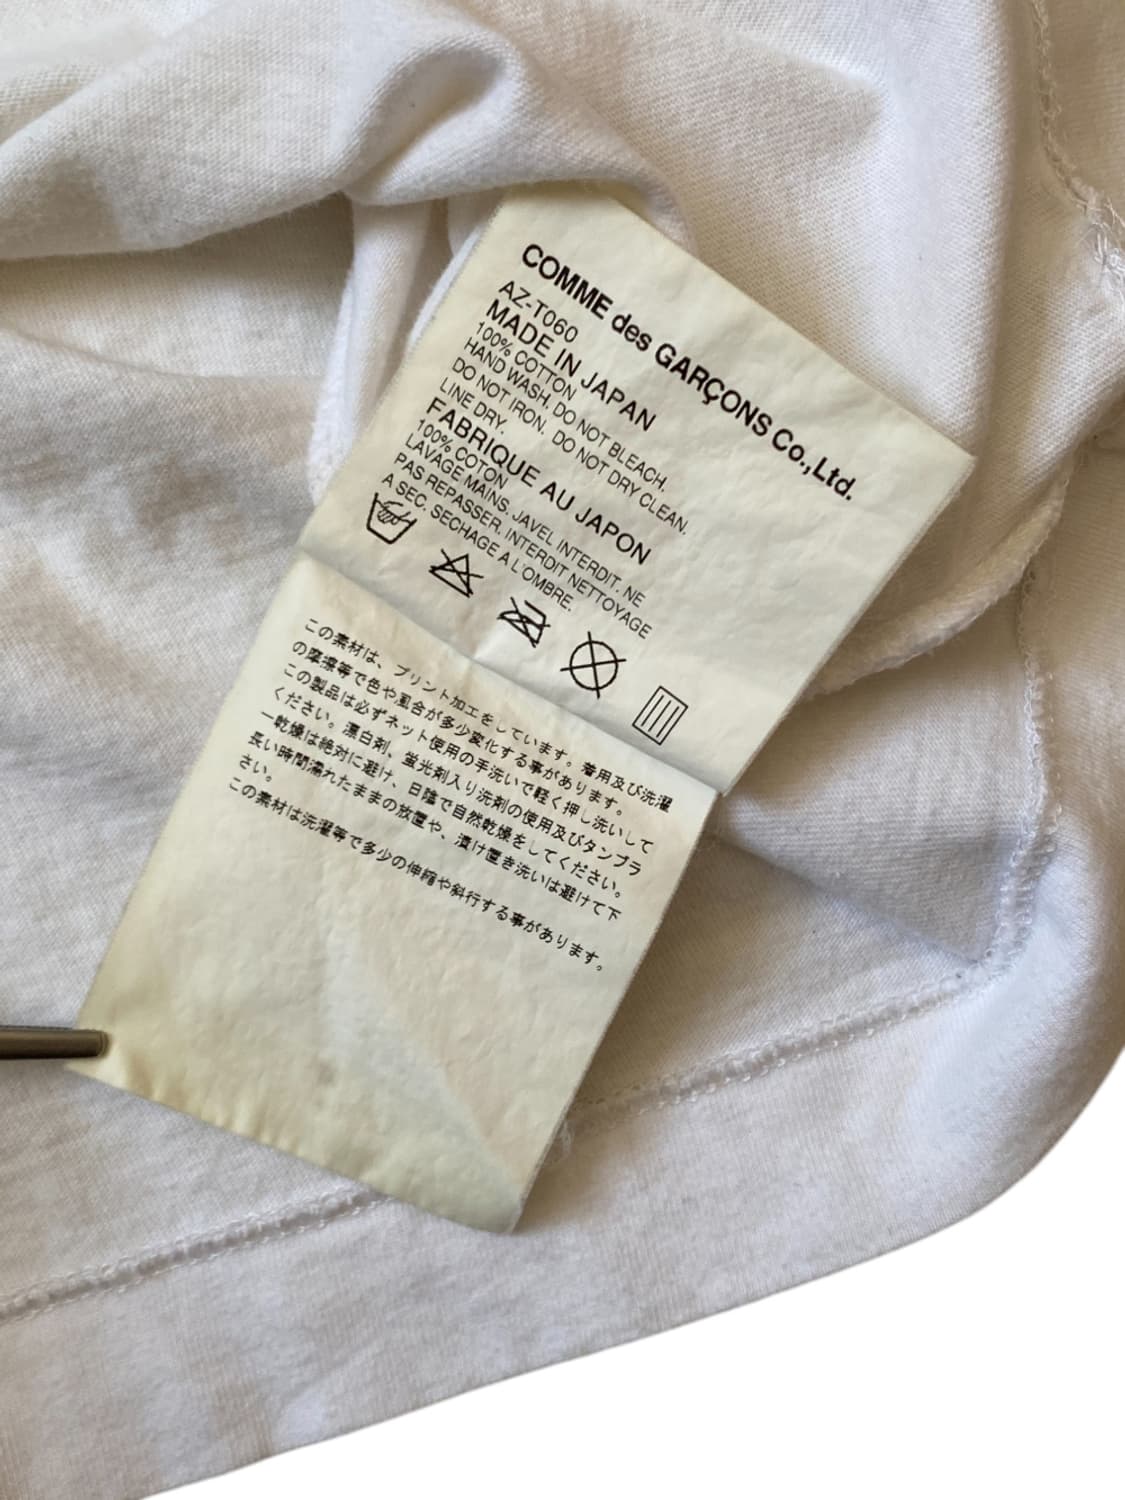 COMME des GARÇONS Co.,Ltd.
AZ-T060
MADE IN JAPAN
100% COTTON
HAND WASH, DO NOT BLEACH.
DO NOT IRON. DO NOT DRY CLEAN.
LINE DRY.
FABRIQUE AU JAPON
100% COTON
LAVAGE MAINS. JAVEL INTERDIT. NE
PAS REPASSER. INTERDIT NETTOYAGE
A SEC. SECHAGE A L'OMBRE.
この素材は、プリント加工をしています。着用及び洗濯
の摩擦等で色や風合が多少変化する事があります。
この製品は必ずネット使用の手洗いで軽く押し洗いして
ください。漂白剤、蛍光剤入り洗剤の使用及びタンブラ
ー乾燥は絶対に避け、日陰で自然乾燥をしてください。
長い時間濡れたままの放置や、漬け置き洗いは避けて下
さい。
この素材は洗濯等で多少の伸縮や斜行する事があります。